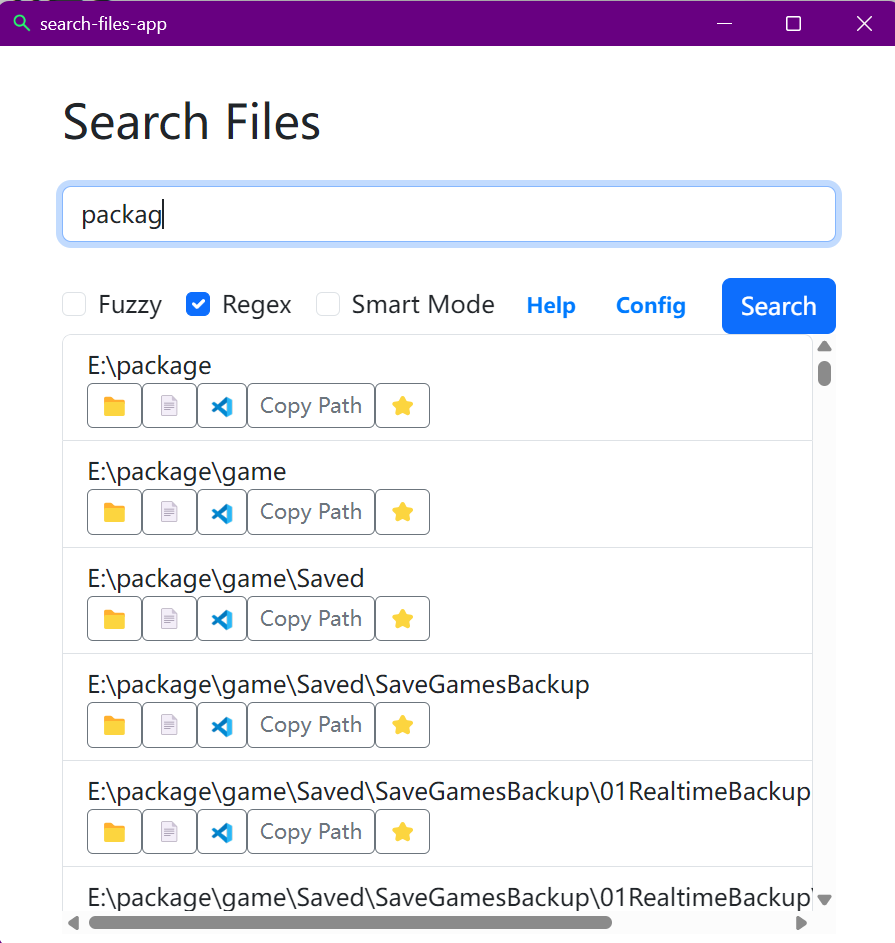 search-files-app
Search Files
packag
Fuzzy Regex Smart Mode Help Config Search
E:\package
Copy Path
E:\package\game
Copy Path
E:\package\game\Saved
Copy Path
E:\package\game\Saved\SaveGamesBackup
Copy Path
E:\package\game\Saved\SaveGamesBackup\01RealtimeBackup
Copy Path
E:\package\game\Saved\SaveGamesBackup\01RealtimeBackup\